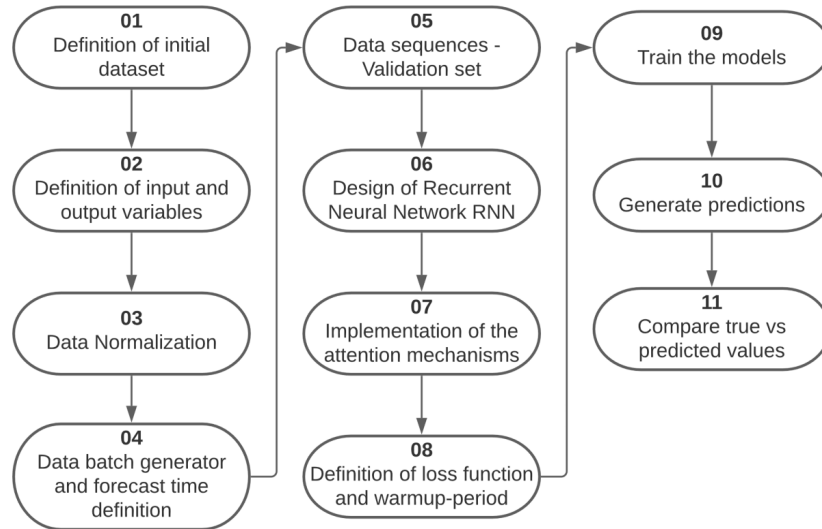 01
Definition of initial
dataset
02
Definition of input and
output variables
03
Data Normalization
04
Data batch generator
and forecast time
definition
05
Data sequences -
Validation set
06
Design of Recurrent
Neural Network RNN
07
Implementation of the
attention mechanisms
08
Definition of loss function
and warmup-period
09
Train the models
10
Generate predictions
11
Compare true vs
predicted values